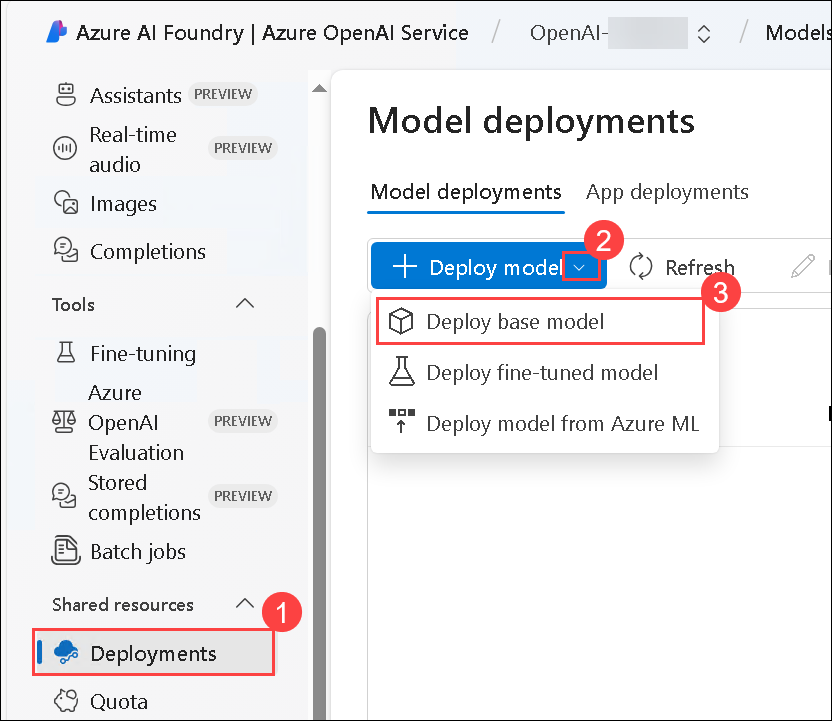 Azure AI Foundry | Azure OpenAI Service / OpenAI- / Models
Assistants PREVIEW
Real-time
audio PREVIEW
Images
Completions
Tools
Fine-tuning
Azure
OpenAI
Evaluation PREVIEW
Stored
completions PREVIEW
Batch jobs
Shared resources
1
Deployments
Quota
Model deployments
Model deployments App deployments
2
+ Deploy model Refresh
3
Deploy base model
Deploy fine-tuned model
Deploy model from Azure ML